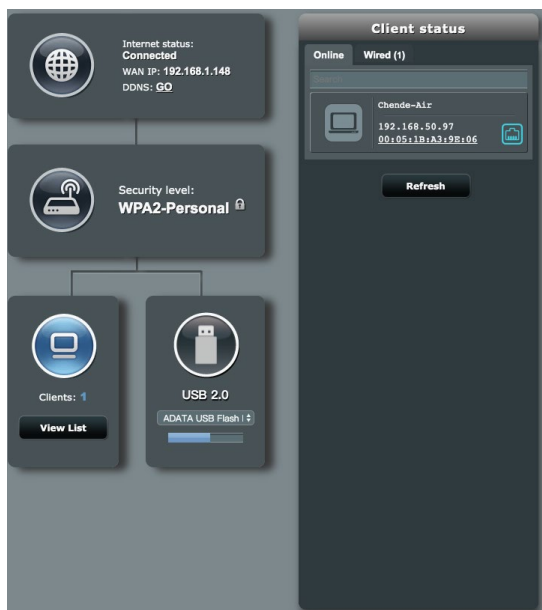 Internet status:
Connected
WAN IP: 192.168.1.148
DDNS: GO
Security level:
WPA2-Personal
Clients: 1
View List
USB 2.0
ADATA USB Flash
Client status
Online Wired (1)
Search
Chende-Air
192.168.50.97
00:05:1B:A3:9E:06
Refresh